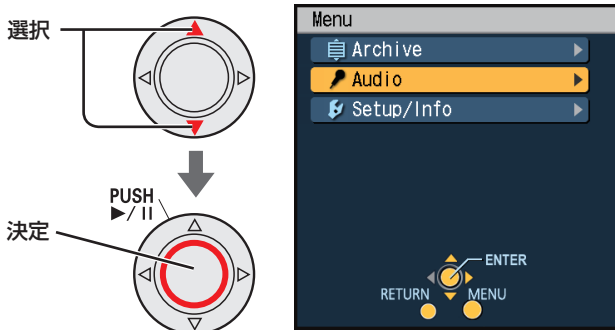 選択
PUSH
▶/II
決定
Menu
Archive
Audio
Setup/Info
ENTER
RETURN
MENU